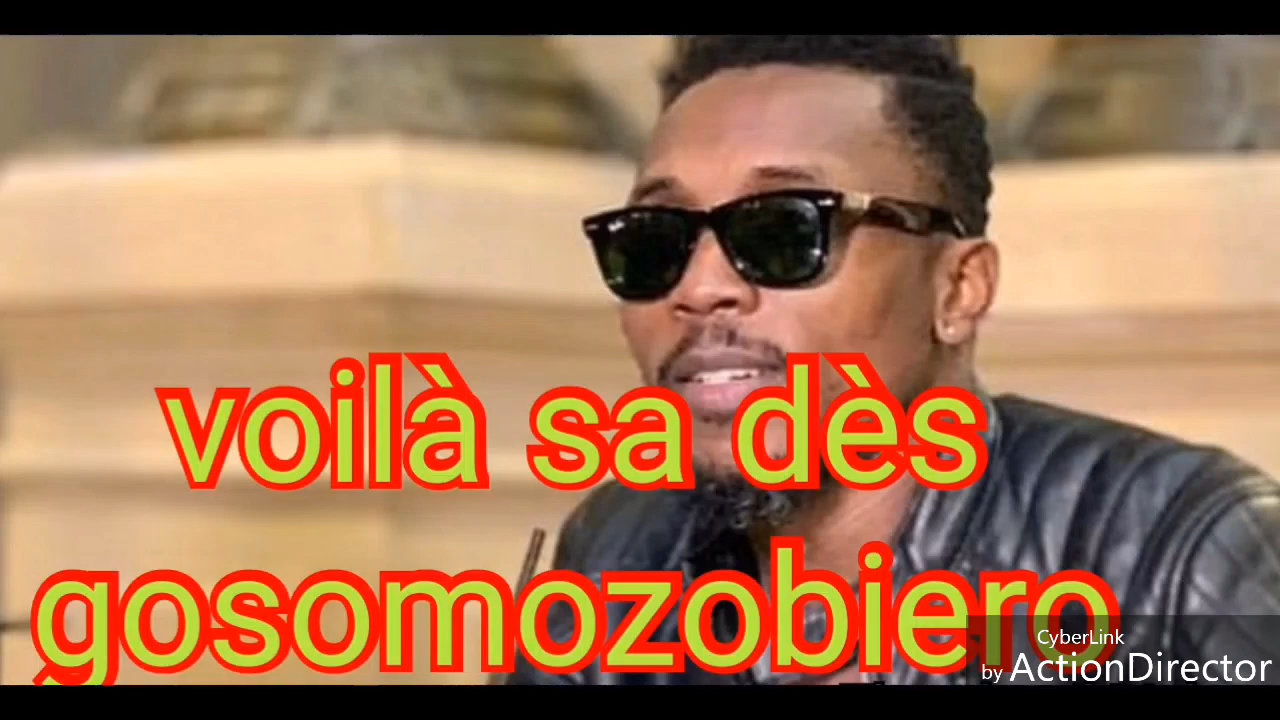 voilà sa dès
gosomozobiero
CyberLink
by ActionDirector